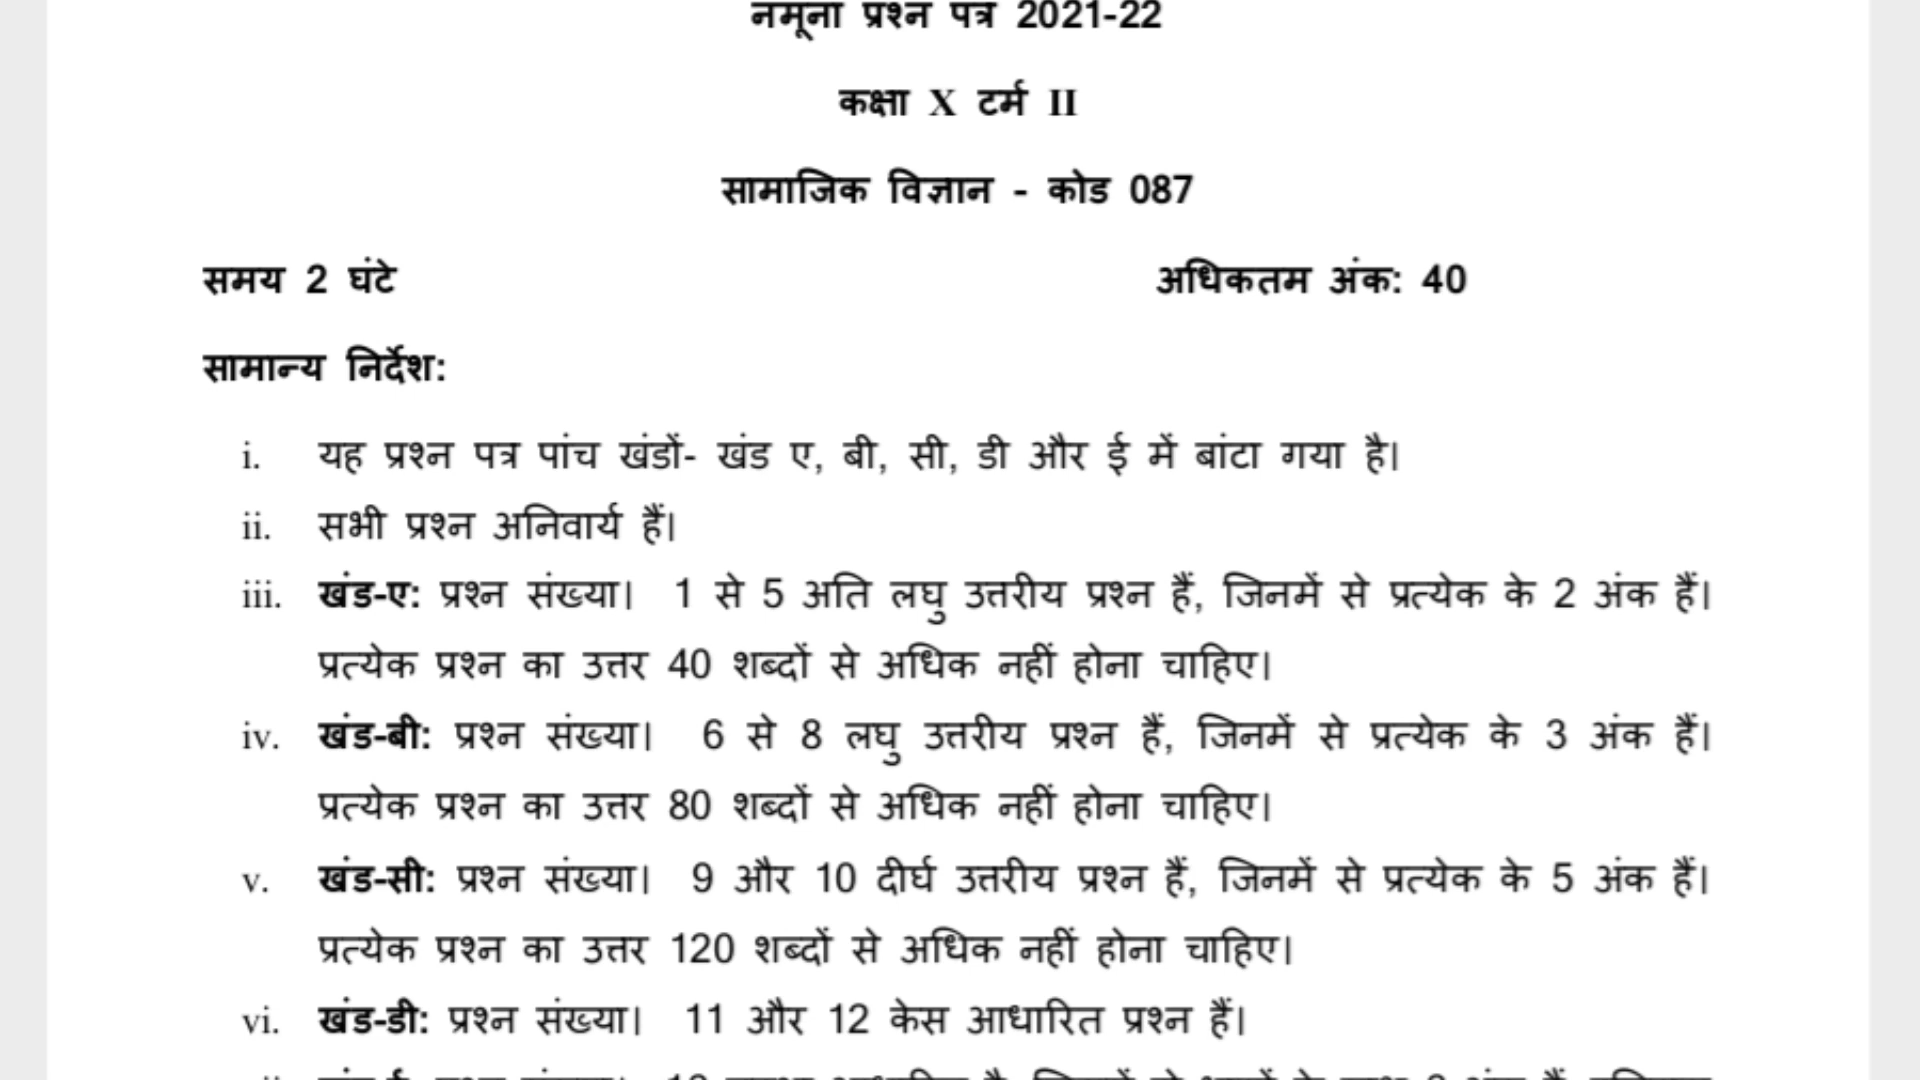 नमूना प्रश्न पत्र 2021-22
कक्षा X टर्म II
सामाजिक विज्ञान - कोड 087
समय 2 घंटे अधिकतम अंक: 40
सामान्य निर्देश:
i. यह प्रश्न पत्र पांच खंडों- खंड ए, बी, सी, डी और ई में बांटा गया है।
ii. सभी प्रश्न अनिवार्य हैं।
iii. खंड-ए: प्रश्न संख्या। 1 से 5 अति लघु उत्तरीय प्रश्न हैं, जिनमें से प्रत्येक के 2 अंक हैं।
प्रत्येक प्रश्न का उत्तर 40 शब्दों से अधिक नहीं होना चाहिए।
iv. खंड-बी: प्रश्न संख्या। 6 से 8 लघु उत्तरीय प्रश्न हैं, जिनमें से प्रत्येक के 3 अंक हैं।
प्रत्येक प्रश्न का उत्तर 80 शब्दों से अधिक नहीं होना चाहिए।
v. खंड-सी: प्रश्न संख्या। 9 और 10 दीर्घ उत्तरीय प्रश्न हैं, जिनमें से प्रत्येक के 5 अंक हैं।
प्रत्येक प्रश्न का उत्तर 120 शब्दों से अधिक नहीं होना चाहिए।
vi. खंड-डी: प्रश्न संख्या। 11 और 12 केस आधारित प्रश्न हैं।